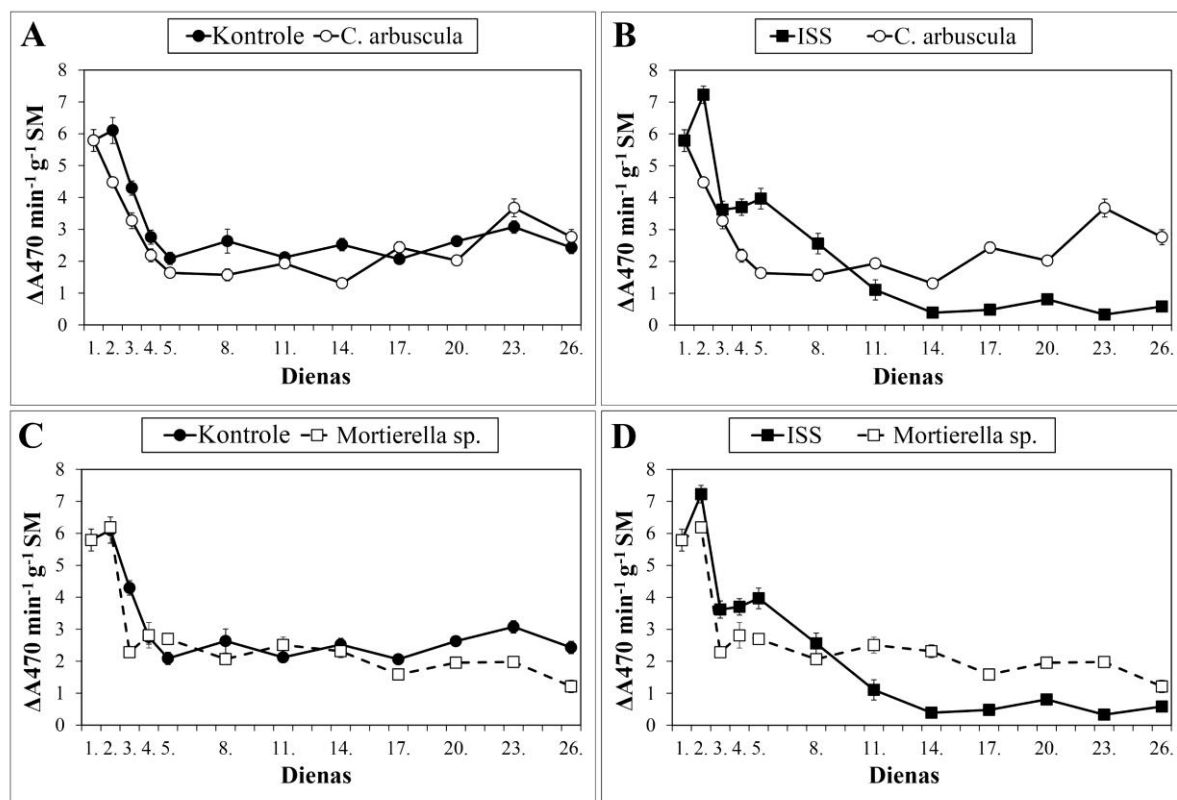 A
Kontrole C. arbuscula
8
7
6
5
4
3
2
1
0
ΔA470 min⁻¹ g⁻¹ SM
1. 2. 3. 4. 5. 8. 11. 14. 17. 20. 23. 26.
Dienas
B
ISS C. arbuscula
8
7
6
5
4
3
2
1
0
ΔA470 min⁻¹ g⁻¹ SM
1. 2. 3. 4. 5. 8. 11. 14. 17. 20. 23. 26.
Dienas
C
Kontrole Mortierella sp.
8
7
6
5
4
3
2
1
0
ΔA470 min⁻¹ g⁻¹ SM
1. 2. 3. 4. 5. 8. 11. 14. 17. 20. 23. 26.
Dienas
D
ISS Mortierella sp.
8
7
6
5
4
3
2
1
0
ΔA470 min⁻¹ g⁻¹ SM
1. 2. 3. 4. 5. 8. 11. 14. 17. 20. 23. 26.
Dienas